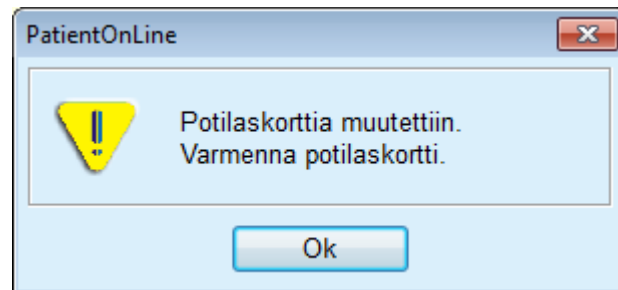 PatientOnLine
Potilaskorttia muutettiin.
Varmenna potilaskortti.
Ok